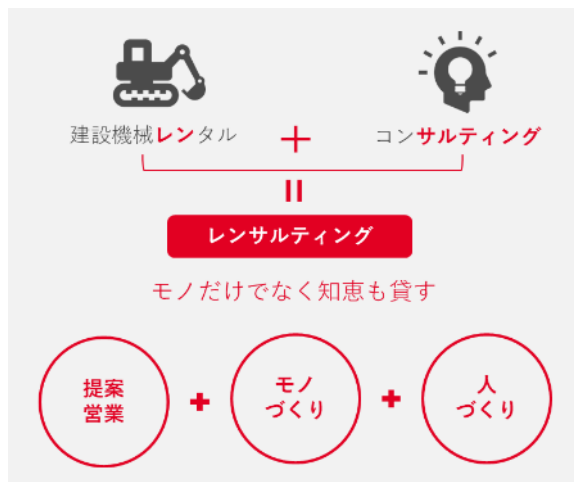 建設機械レンタル
+
コンサルティング
=
レンサルティング
モノだけでなく知恵も貸す
提案
営業
+
モノ
づくり
+
人
づくり